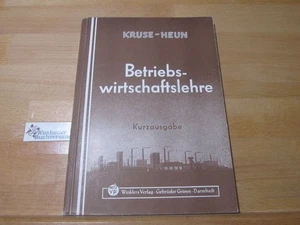 KRUSE-HEUN
Betriebs-
wirtschaftslehre
Kurzausgabe
Winklers Verlag · Gebrüder Grimm · Darmstadt